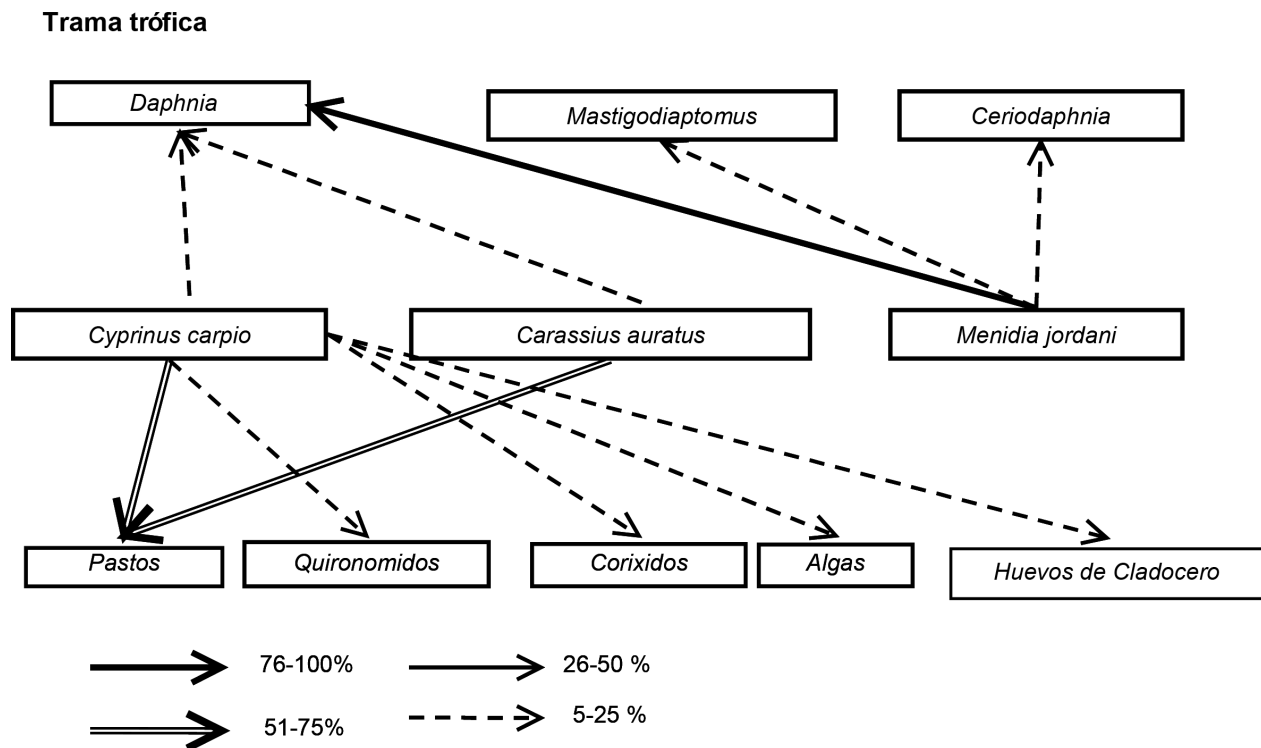 Trama trófica
Daphnia
Mastigodiaptomus
Ceriodaphnia
Cyprinus carpio
Carassius auratus
Menidia jordani
Pastos
Quironomidos
Corixidos
Algas
Huevos de Cladocero
76-100%
26-50 %
51-75%
5-25 %